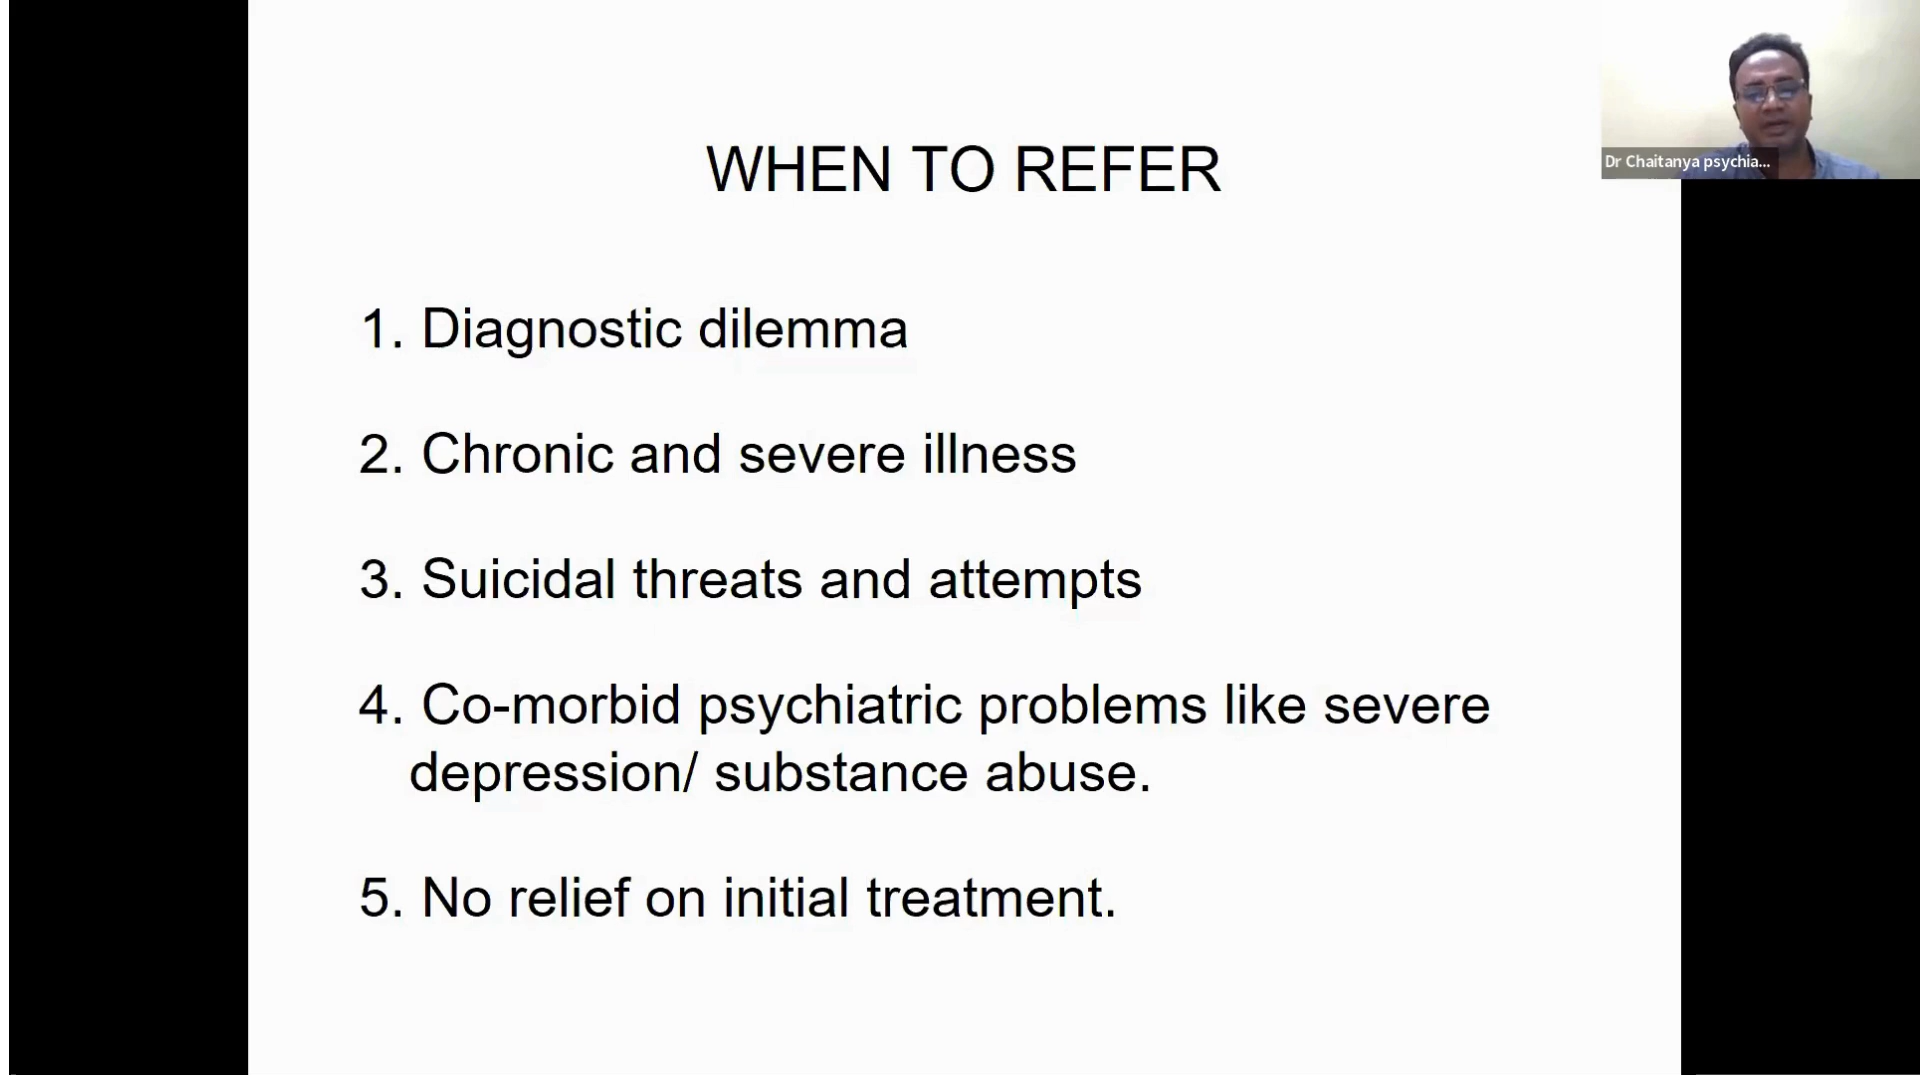 WHEN TO REFER
Dr Chaitanya psychia...
1. Diagnostic dilemma
2. Chronic and severe illness
3. Suicidal threats and attempts
4. Co-morbid psychiatric problems like severe
depression/ substance abuse.
5. No relief on initial treatment.